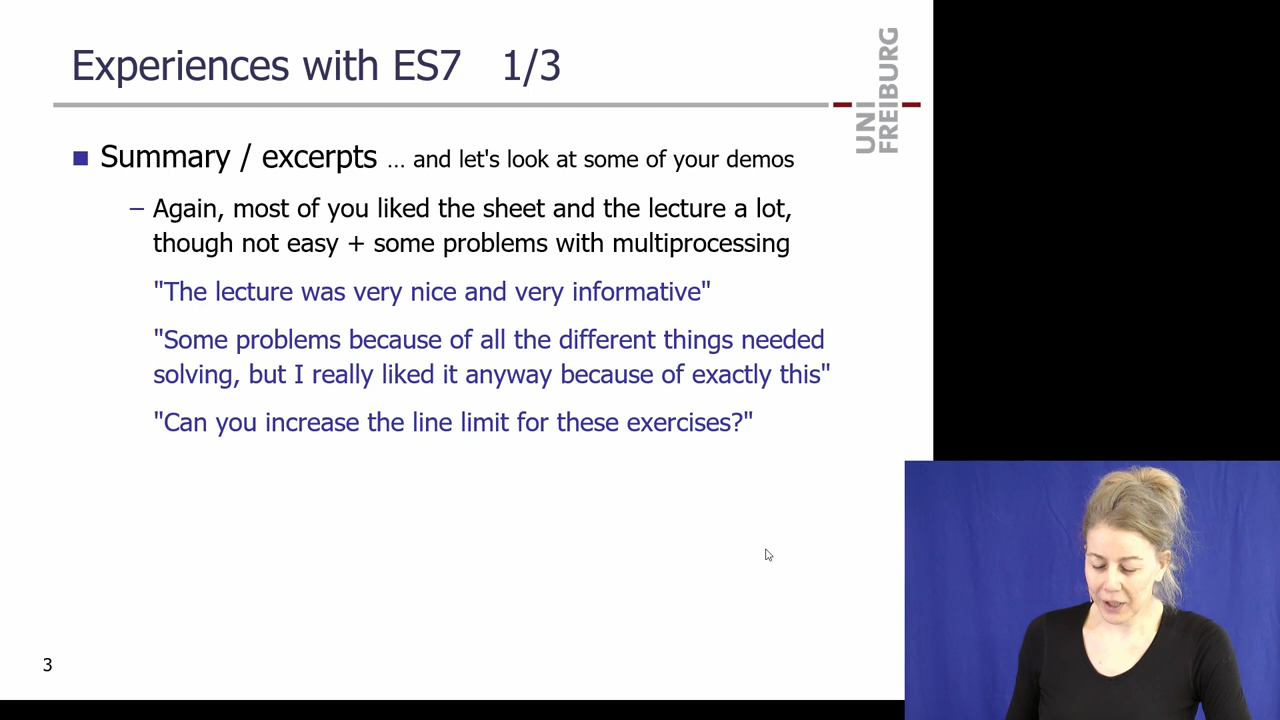 Experiences with ES7 1/3
UNI
FREIBURG
Summary / excerpts ... and let's look at some of your demos
– Again, most of you liked the sheet and the lecture a lot,
though not easy + some problems with multiprocessing
"The lecture was very nice and very informative"
"Some problems because of all the different things needed
solving, but I really liked it anyway because of exactly this"
"Can you increase the line limit for these exercises?"
3